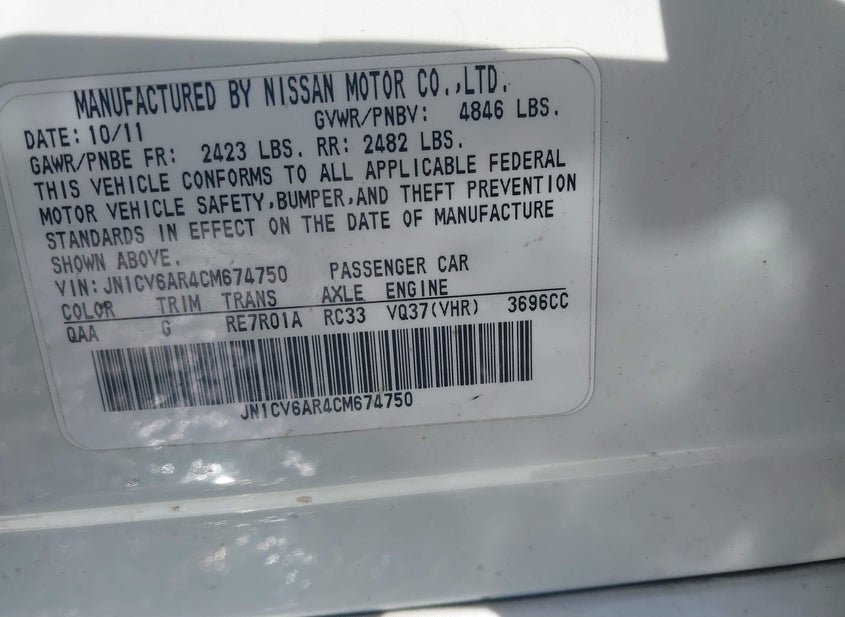 MANUFACTURED BY NISSAN MOTOR CO.,LTD.
DATE:10/11 GVWR/PNBV: 4846 LBS.
GAWR/PNBE FR: 2423 LBS. RR: 2482 LBS.
THIS VEHICLE CONFORMS TO ALL APPLICABLE FEDERAL
MOTOR VEHICLE SAFETY,BUMPER,AND THEFT PREVENTION
STANDARDS IN EFFECT ON THE DATE OF MANUFACTURE
SHOWN ABOVE.
VIN:JN1CV6AR4CM674750 PASSENGER CAR
COLOR TRIM TRANS AXLE ENGINE
QAA G RE7R01A RC33 VQ37(VHR) 3696CC
JN1CV6AR4CM674750